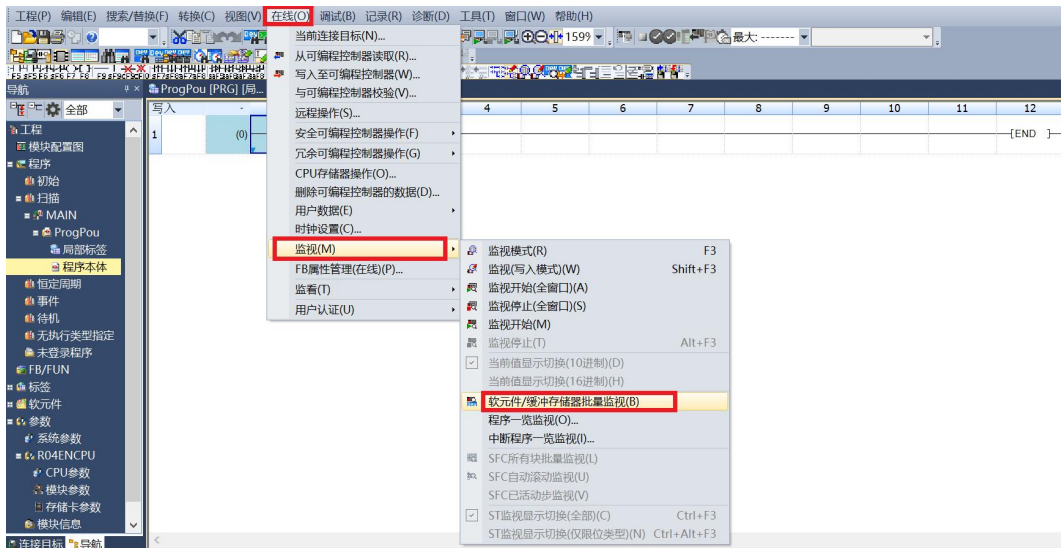 工程(P) 编辑(E) 搜索/替换(F) 转换(C) 视图(V) 在线(O) 调试(B) 记录(R) 诊断(D) 工具(T) 窗口(W) 帮助(H)
1599 最大: -------
F5 sF5 F6 sF6 F7 F8 F9 sF9
导航
ProgPou [PRG] [局...
全部
写入
4 5 6 7 8 9 10 11 12
1 (0) [END ]
工程
模块配置图
程序
初始
扫描
MAIN
ProgPou
局部标签
程序本体
恒定周期
事件
待机
无执行类型指定
未登录程序
FB/FUN
标签
软元件
参数
系统参数
R04ENCPU
CPU参数
模块参数
存储卡参数
模块信息
连接目标 导航
当前连接目标(N)...
从可编程控制器读取(R)...
写入至可编程控制器(W)...
与可编程控制器校验(V)...
远程操作(S)...
安全可编程控制器操作(F)
冗余可编程控制器操作(G)
CPU存储器操作(O)...
删除可编程控制器的数据(D)...
用户数据(E)
时钟设置(C)...
监视(M)
FB属性管理(在线)(P)...
监看(T)
用户认证(U)
监视模式(R) F3
监视(写入模式)(W) Shift+F3
监视开始(全窗口)(A)
监视停止(全窗口)(S)
监视开始(M)
监视停止(T) Alt+F3
当前值显示切换(10进制)(D)
当前值显示切换(16进制)(H)
软元件/缓冲存储器批量监视(B)
程序一览监视(O)...
中断程序一览监视(I)...
SFC所有块批量监视(L)
SFC自动滚动监视(U)
SFC已活动步监视(V)
ST监视显示切换(全部)(C) Ctrl+F3
ST监视显示切换(仅限位类型)(N) Ctrl+Alt+F3